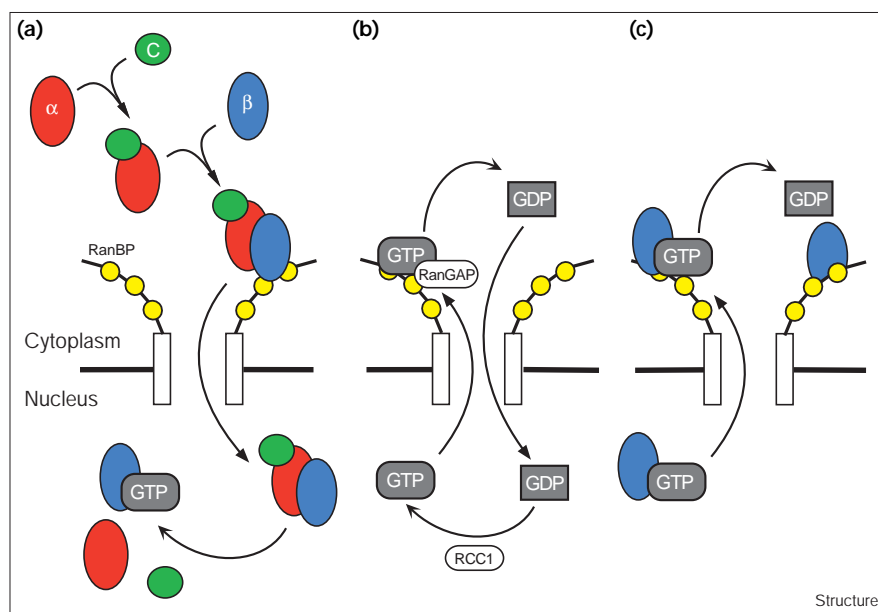 (a)
C
α
β
RanBP
Cytoplasm
Nucleus
GTP
(b)
GDP
GTP
RanGAP
GTP
GDP
RCC1
(c)
GDP
GTP
GTP
Structure